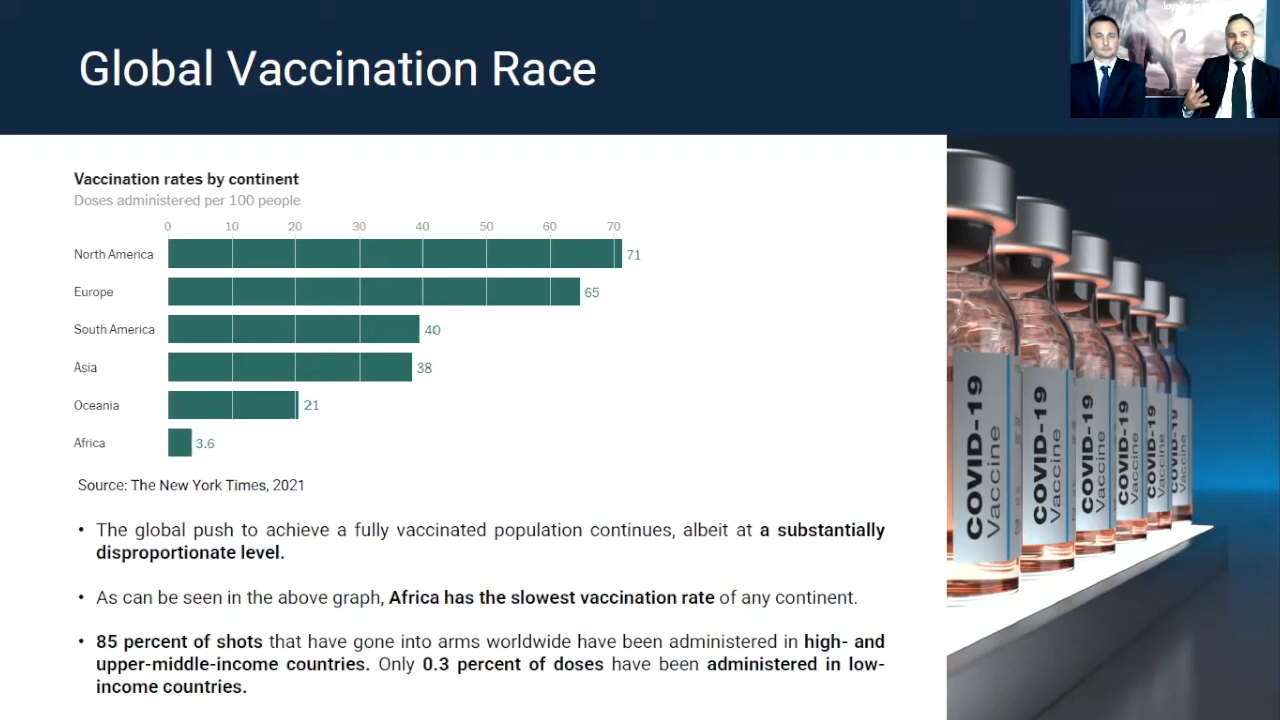 Global Vaccination Race
Vaccination rates by continent
Doses administered per 100 people
0 10 20 30 40 50 60 70
North America 71
Europe 65
South America 40
Asia 38
Oceania 21
Africa 3.6
Source: The New York Times, 2021
• The global push to achieve a fully vaccinated population continues, albeit at a substantially
disproportionate level.
• As can be seen in the above graph, Africa has the slowest vaccination rate of any continent.
• 85 percent of shots that have gone into arms worldwide have been administered in high- and
upper-middle-income countries. Only 0.3 percent of doses have been administered in low-
income countries.
COVID-19
Vaccine
COVID-19
Vaccine
COVID-19
Vaccine
COVID-19
Vaccine
COVID-19
Vaccine
COVID-19
Vaccine